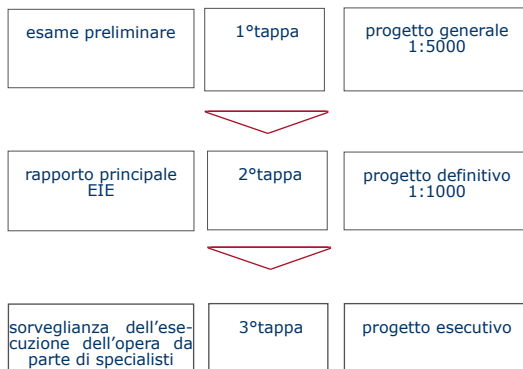 esame preliminare
1°tappa
progetto generale
1:5000
rapporto principale
EIE
2°tappa
progetto definitivo
1:1000
sorveglianza dell'ese-
cuzione dell'opera da
parte di specialisti
3°tappa
progetto esecutivo